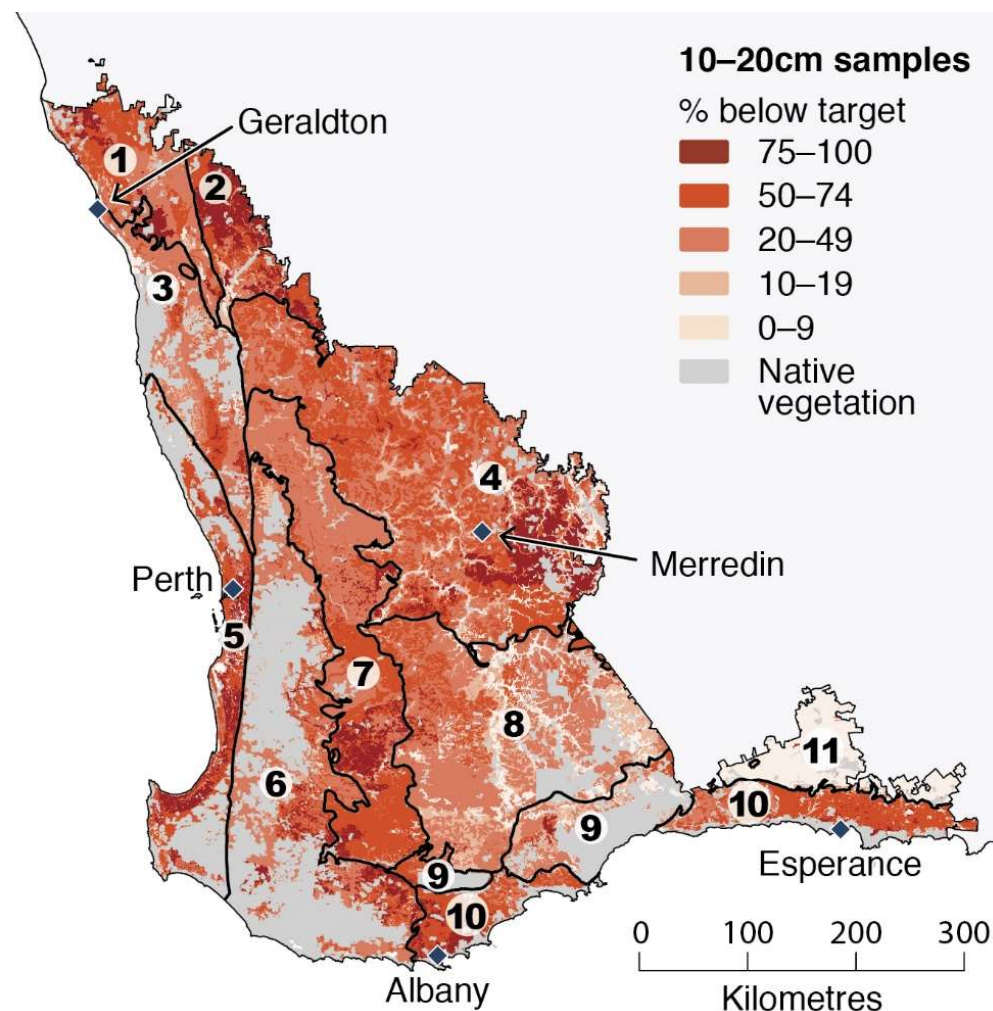 10–20cm samples
% below target
75–100
50–74
20–49
10–19
0–9
Native
vegetation
Geraldton
1
2
3
4
Merredin
Perth
5
7
8
6
11
10
9
Esperance
9
10
Albany
0 100 200 300
Kilometres